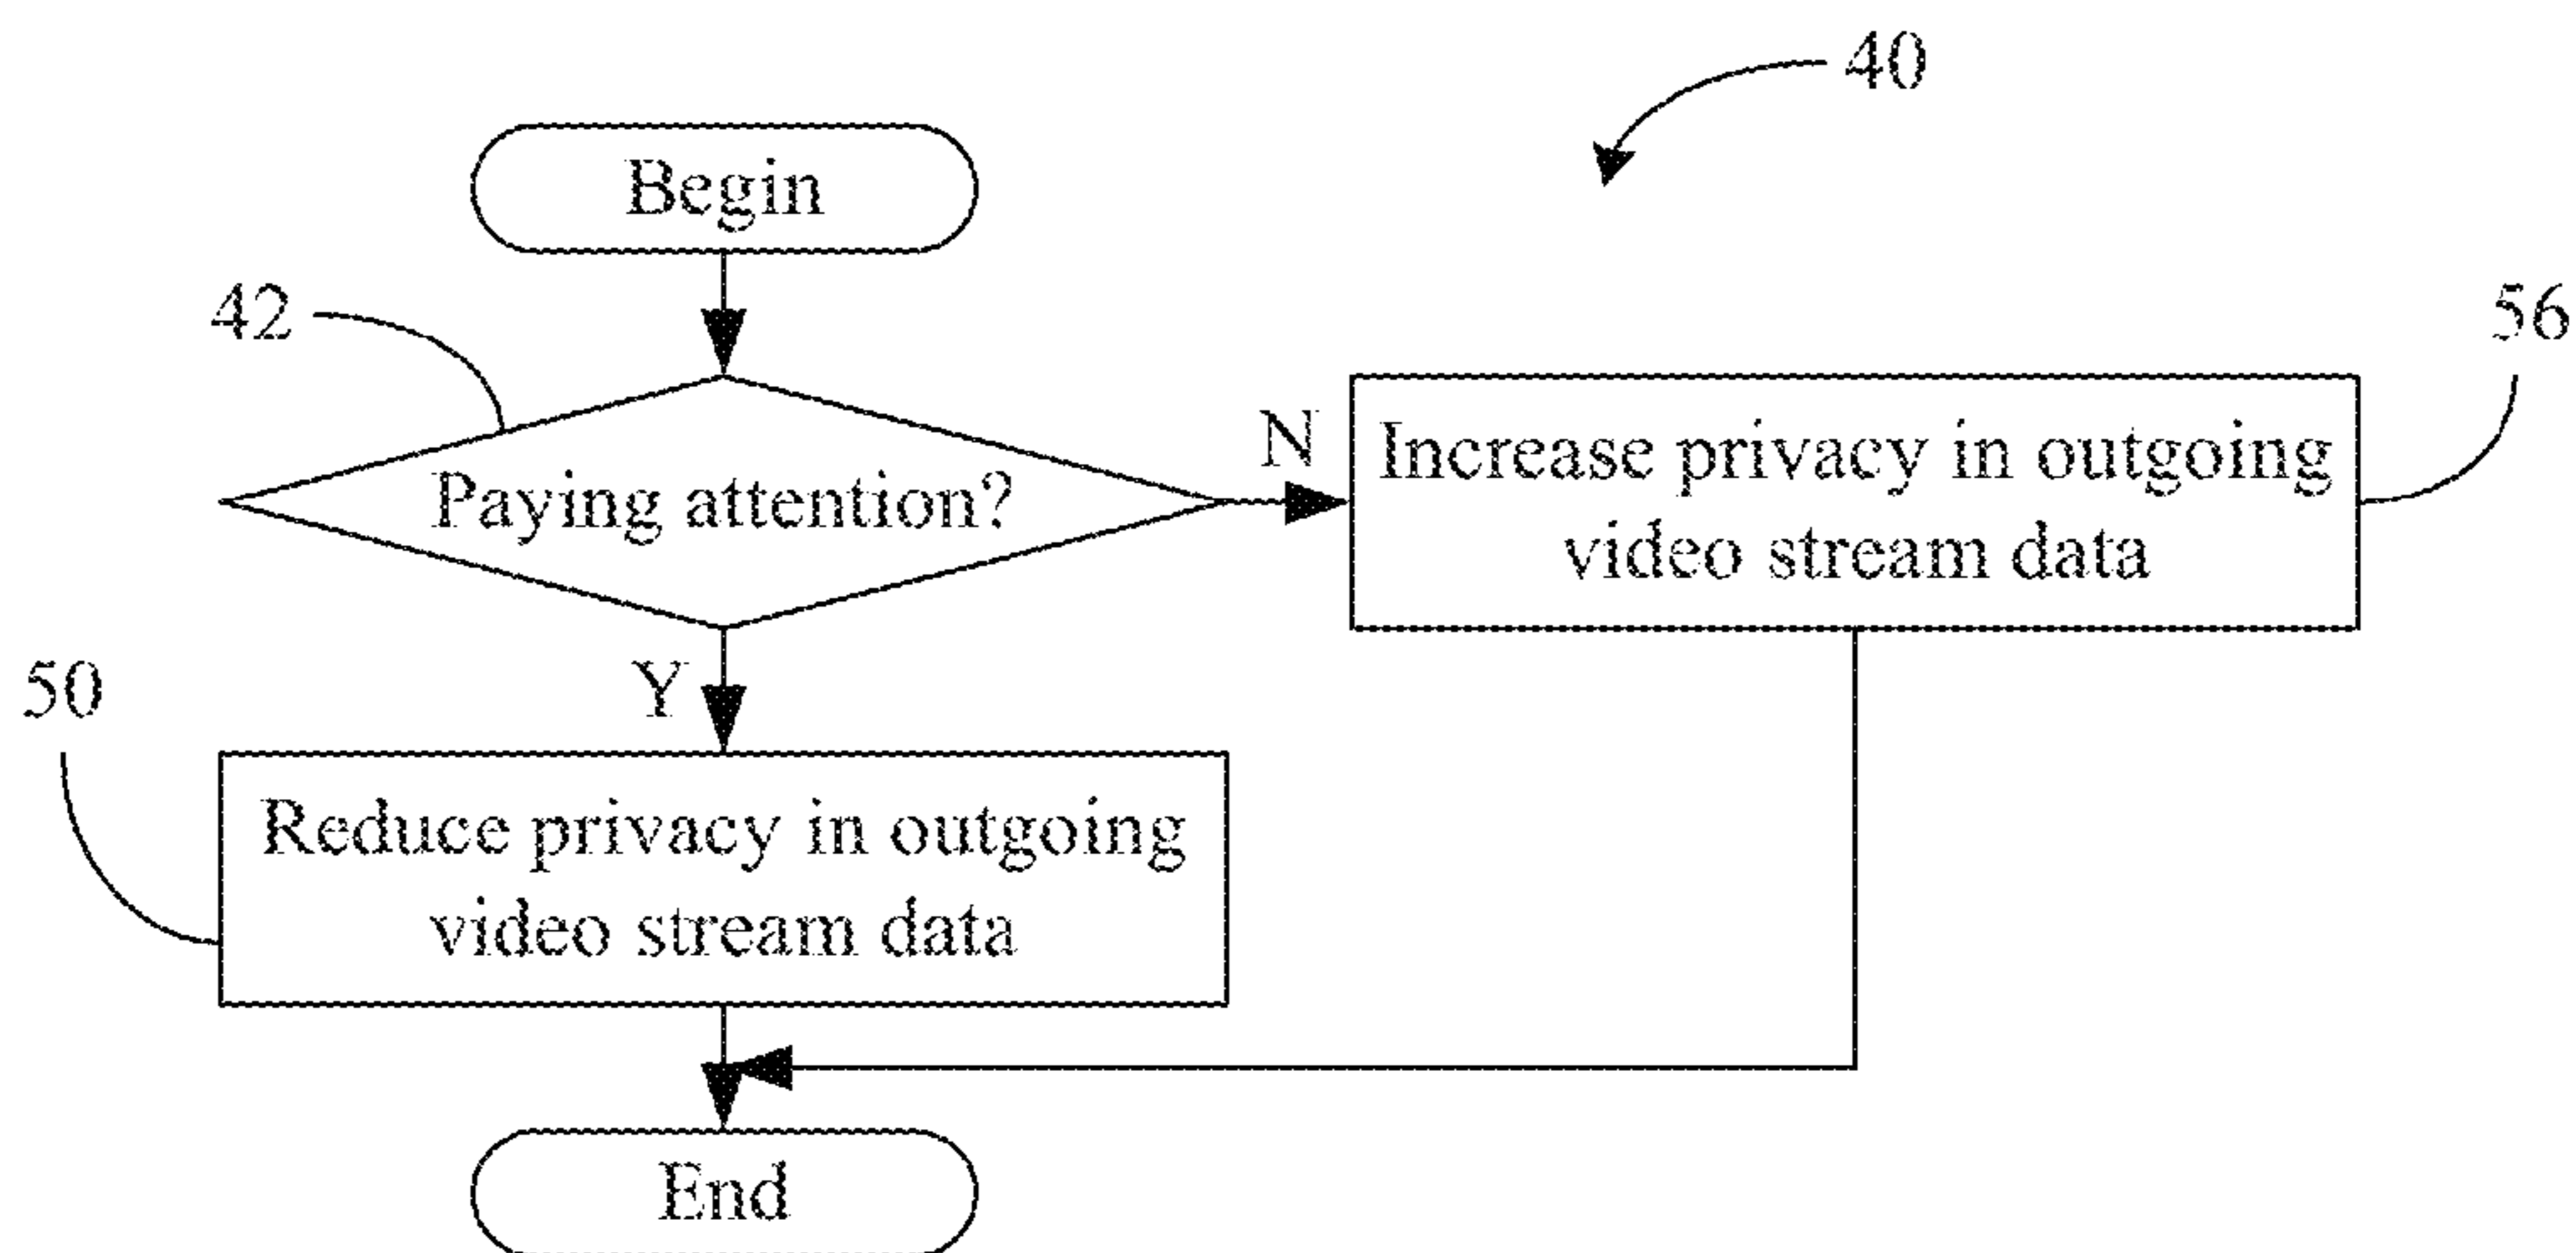 40
Begin
42
56
N
Increase privacy in outgoing
video stream data
Paying attention?
Y
50
Reduce privacy in outgoing
video stream data
End